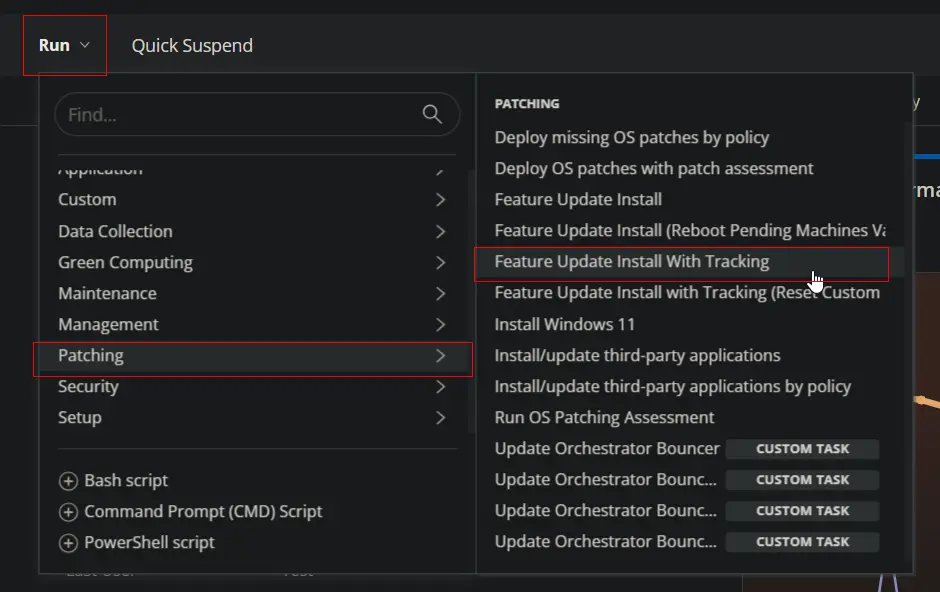 Run
Quick Suspend
Find...
Application
Custom
Data Collection
Green Computing
Maintenance
Management
Patching
Security
Setup
Bash script
Command Prompt (CMD) Script
PowerShell script
PATCHING
Deploy missing OS patches by policy
Deploy OS patches with patch assessment
Feature Update Install
Feature Update Install (Reboot Pending Machines Va
Feature Update Install With Tracking
Feature Update Install with Tracking (Reset Custom
Install Windows 11
Install/update third-party applications
Install/update third-party applications by policy
Run OS Patching Assessment
Update Orchestrator Bouncer CUSTOM TASK
Update Orchestrator Bounc... CUSTOM TASK
Update Orchestrator Bounc... CUSTOM TASK
Update Orchestrator Bounc... CUSTOM TASK